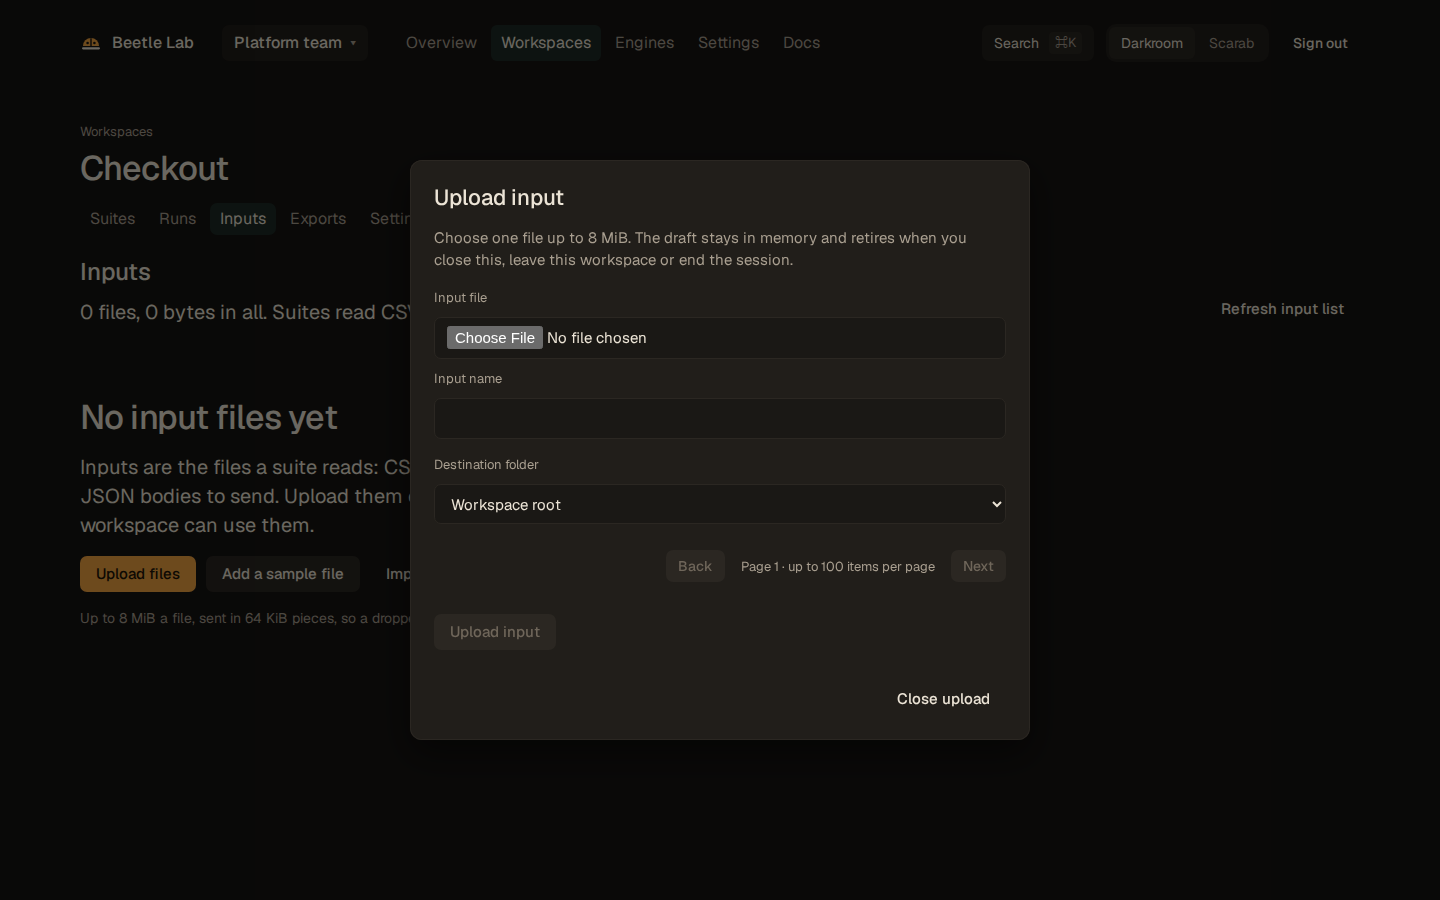 Beetle Lab
Platform team
Overview
Workspaces
Engines
Settings
Docs
Search ⌘K
Darkroom
Scarab
Sign out
Workspaces
Checkout
Suites
Runs
Inputs
Exports
Inputs
0 files, 0 bytes in all. Suites read
Refresh input list
No input files yet
Inputs are the files a suite reads:
JSON bodies to send. Upload them
workspace can use them.
Upload files
Add a sample file
Up to 8 MiB a file, sent in 64 KiB pieces, so a
Upload input
Choose one file up to 8 MiB. The draft stays in memory and retires when you
close this, leave this workspace or end the session.
Input file
Choose File No file chosen
Input name
Destination folder
Workspace root
Back
Page 1 · up to 100 items per page
Next
Upload input
Close upload